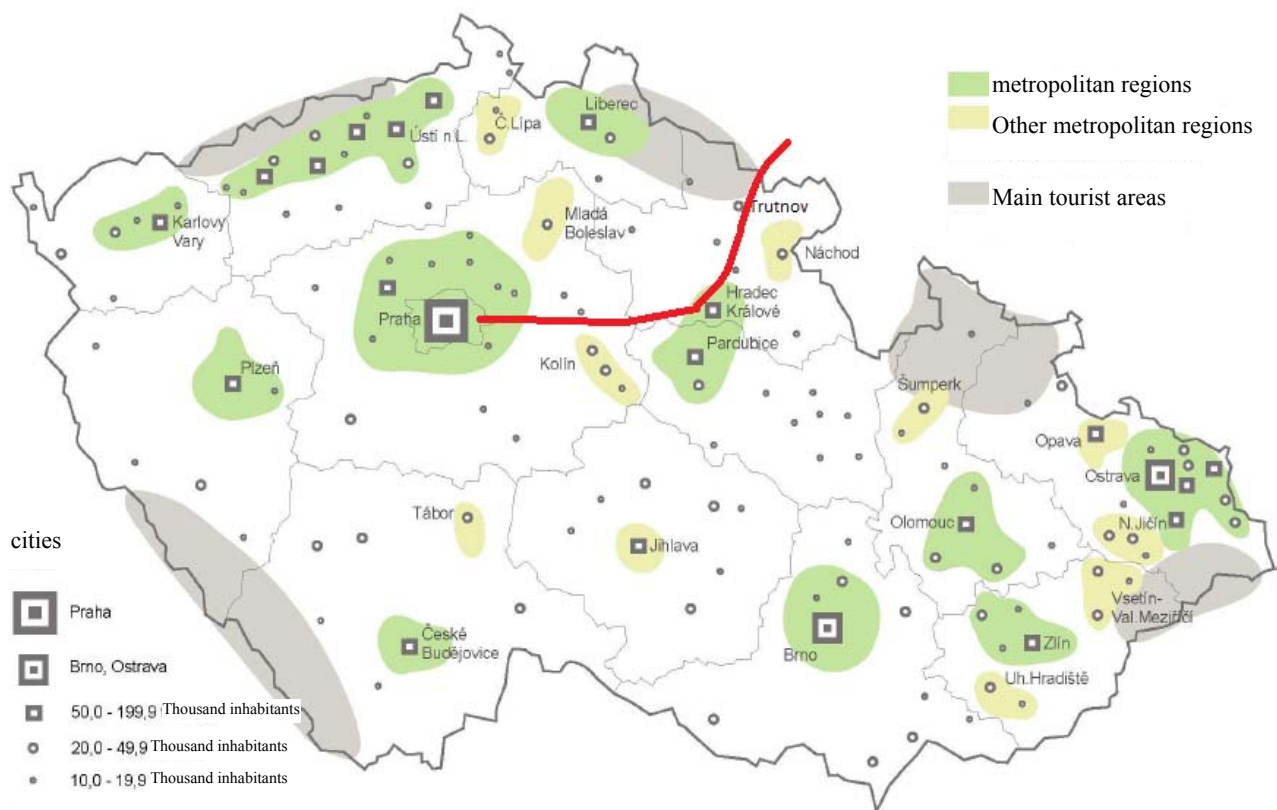 metropolitan regions
Other metropolitan regions
Main tourist areas
Liberec
Č.Lípa
Ústí n.L.
Karlovy
Vary
Mladá
Boleslav
Trutnov
Náchod
Hradec
Králové
Praha
Pardubice
Kolín
Plzeň
Šumperk
Opava
Ostrava
Tábor
Olomouc
N.Jičín
Jihlava
Vsetín-
Val.Meziříčí
České
Budějovice
Brno
Zlín
Uh.Hradiště
cities
Praha
Brno, Ostrava
50,0 - 199,9 Thousand inhabitants
20,0 - 49,9 Thousand inhabitants
10,0 - 19,9 Thousand inhabitants